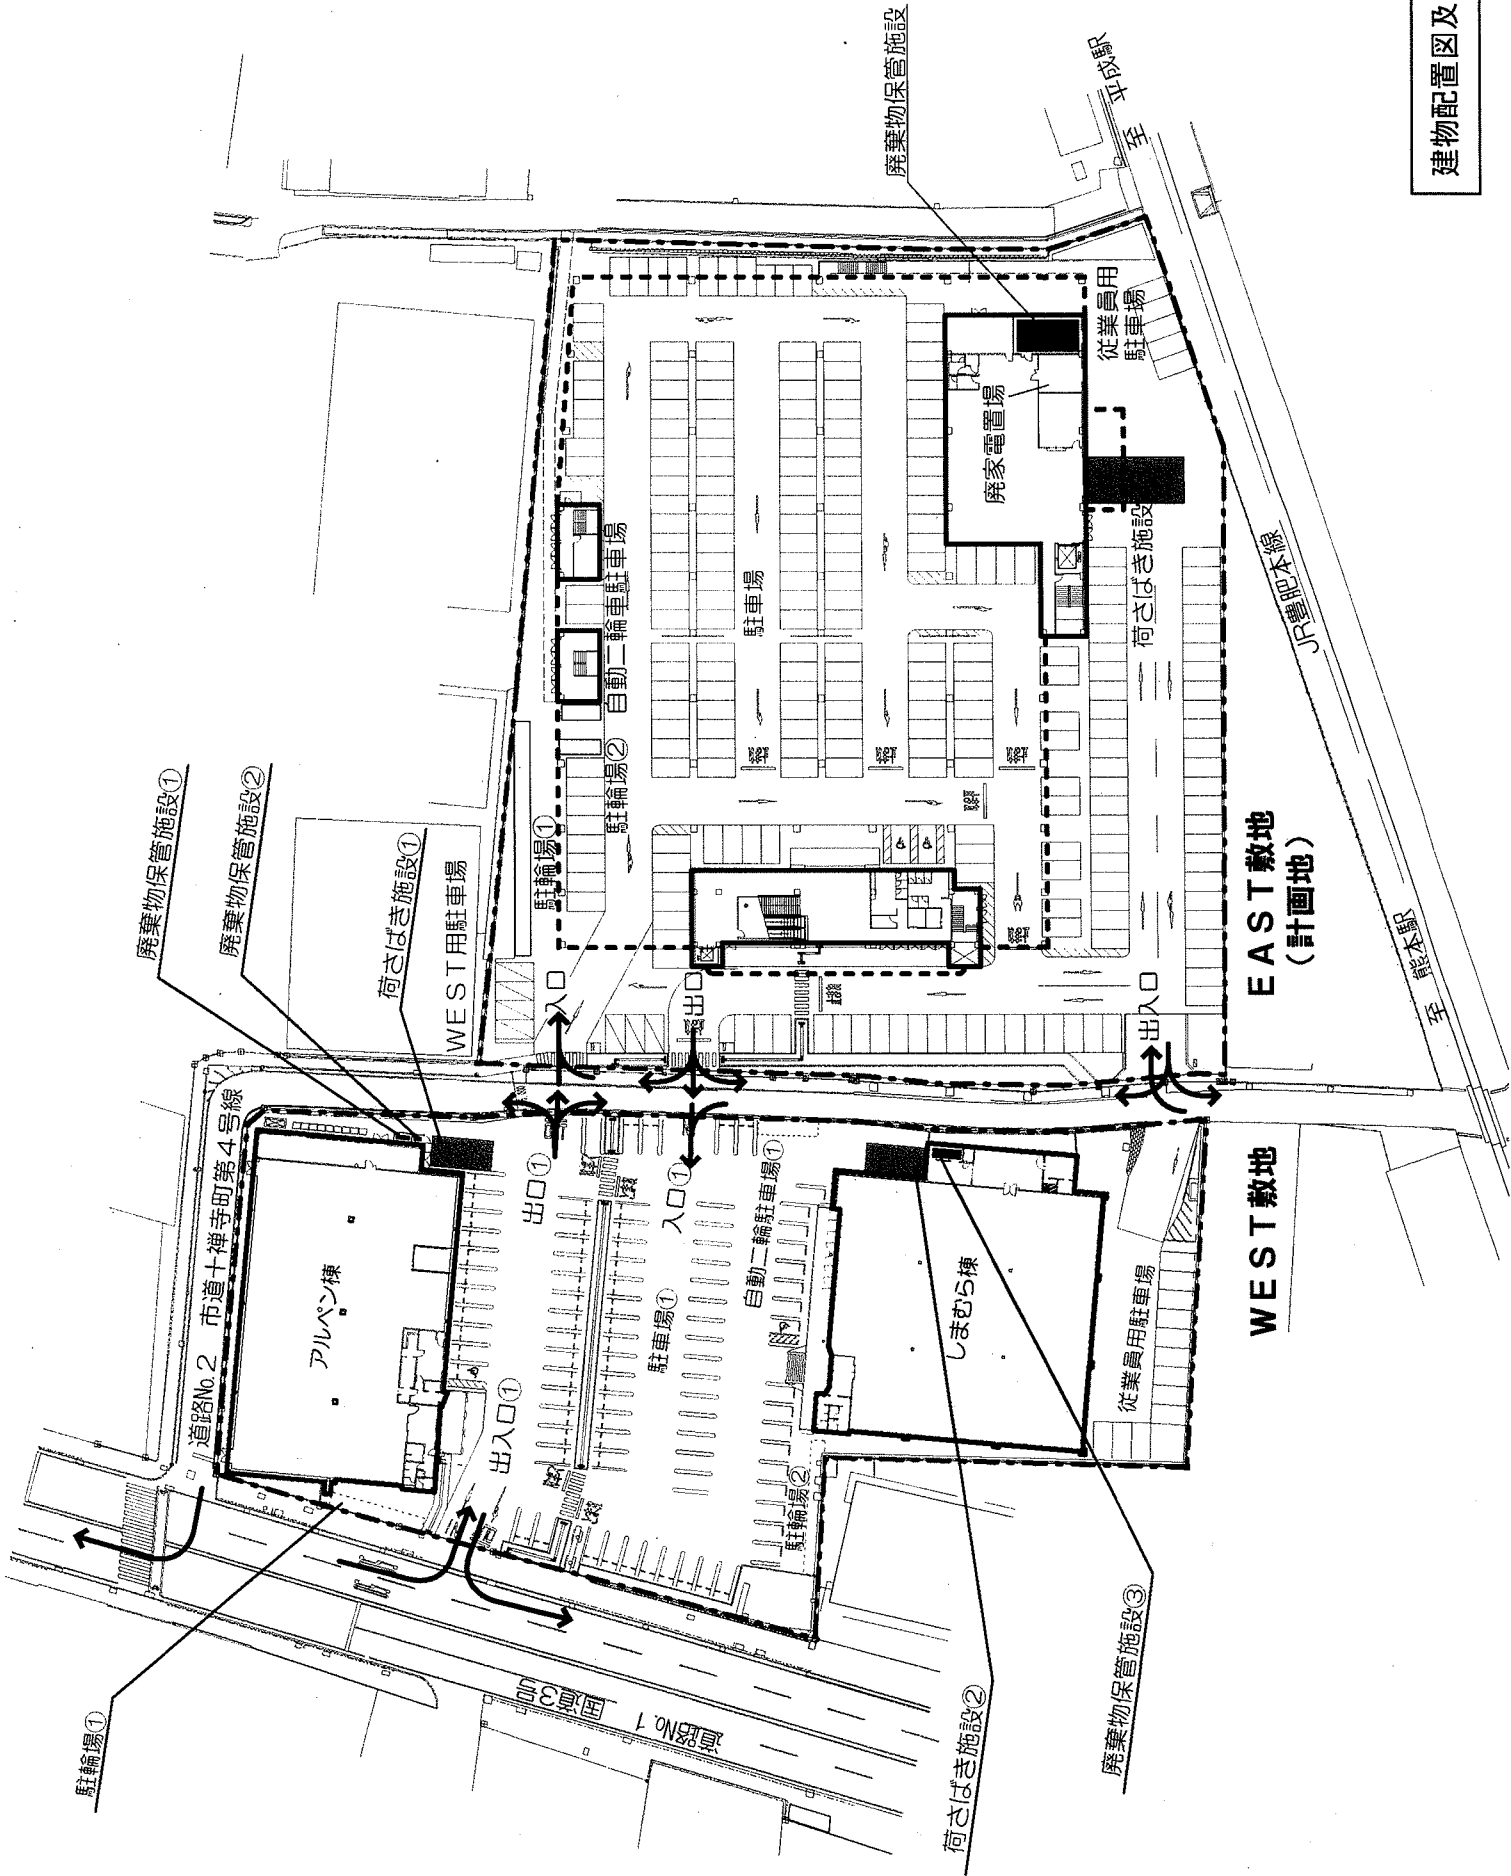 建物配置図及
廃棄物保管施設
至 平成駅
従業員用
駐車場
廃家電置場
荷さばき施設
JR豊肥本線
自動二輪車駐車場
駐車場
駐輪場②
駐輪場①
WEST用駐車場
廃棄物保管施設①
廃棄物保管施設②
荷さばき施設①
入口
出口
出入口
EAST敷地
(計画地)
至 熊本駅
道路No.2 市道十禅寺町第4号線
アルペン棟
出口①
入口①
自動二輪駐車場①
駐車場①
出入口①
駐輪場②
しまむら棟
従業員用駐車場
WEST敷地
駐輪場①
道路No.1 国道3号
荷さばき施設②
廃棄物保管施設③